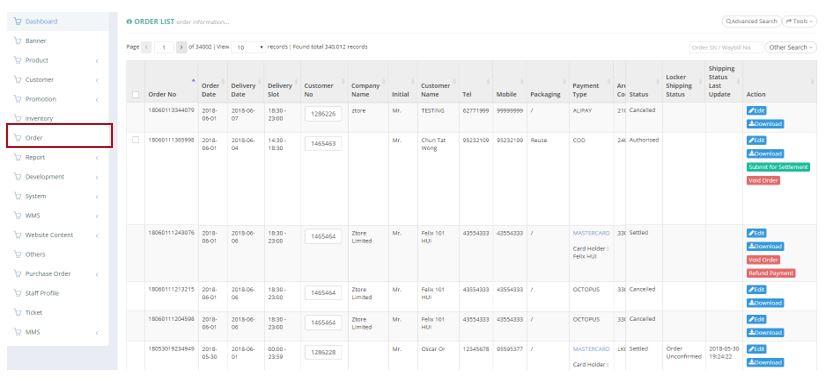 Dashboard
Banner
Product
Customer
Promotion
Inventory
Order
Report
Development
System
WMS
Website Content
Others
Purchase Order
Staff Profile
Ticket
MMS
ORDER LIST order information...
Advanced Search Tools
Page < 1 > of 34002 | View 10 records | Found total 340,012 records
Order SN / Waybill No. Other Search
Order No Order Date Delivery Date Delivery Slot Customer No Company Name Initial Customer Name Tel Mobile Packaging Payment Type Status Locker Shipping Status Shipping Status Last Update Action
18060113344079 2018-06-01 2018-06-07 18:30-23:00 1286226 ztore Mr. TESTING 62771999 99999999 / ALIPAY Cancelled Edit
Download
18060111365998 2018-06-01 2018-06-04 14:30-18:30 1465463 Mr. Chun Tat Wong 95232109 95232109 Reuse COD Authorised Edit
Download
Submit for Settlement
Void Order
18060111243076 2018-06-01 2018-06-06 18:30-23:00 1465464 Ztore Limited Mr. Felix 101 HUI 43554333 43554333 / MASTERCARD Settled Edit
Card Holder : Felix HUI
Download
Void Order
Refund Payment
18060111213215 2018-06-01 2018-06-06 18:30-23:00 1465464 Ztore Limited Mr. Felix 101 HUI 43554333 43554333 / OCTOPUS Cancelled Edit
Download
18060111204598 2018-06-01 2018-06-06 18:30-23:00 1465464 Ztore Limited Mr. Felix 101 HUI 43554333 43554333 / OCTOPUS Cancelled Edit
Download
18053019234949 2018-05-30 2018-06-01 00:00-23:59 1286228 Mr. Oscar Or 12345678 95595377 / MASTERCARD Settled Order Unconfirmed 2018-05-30 19:24:22 Edit
Card Holder :
Download